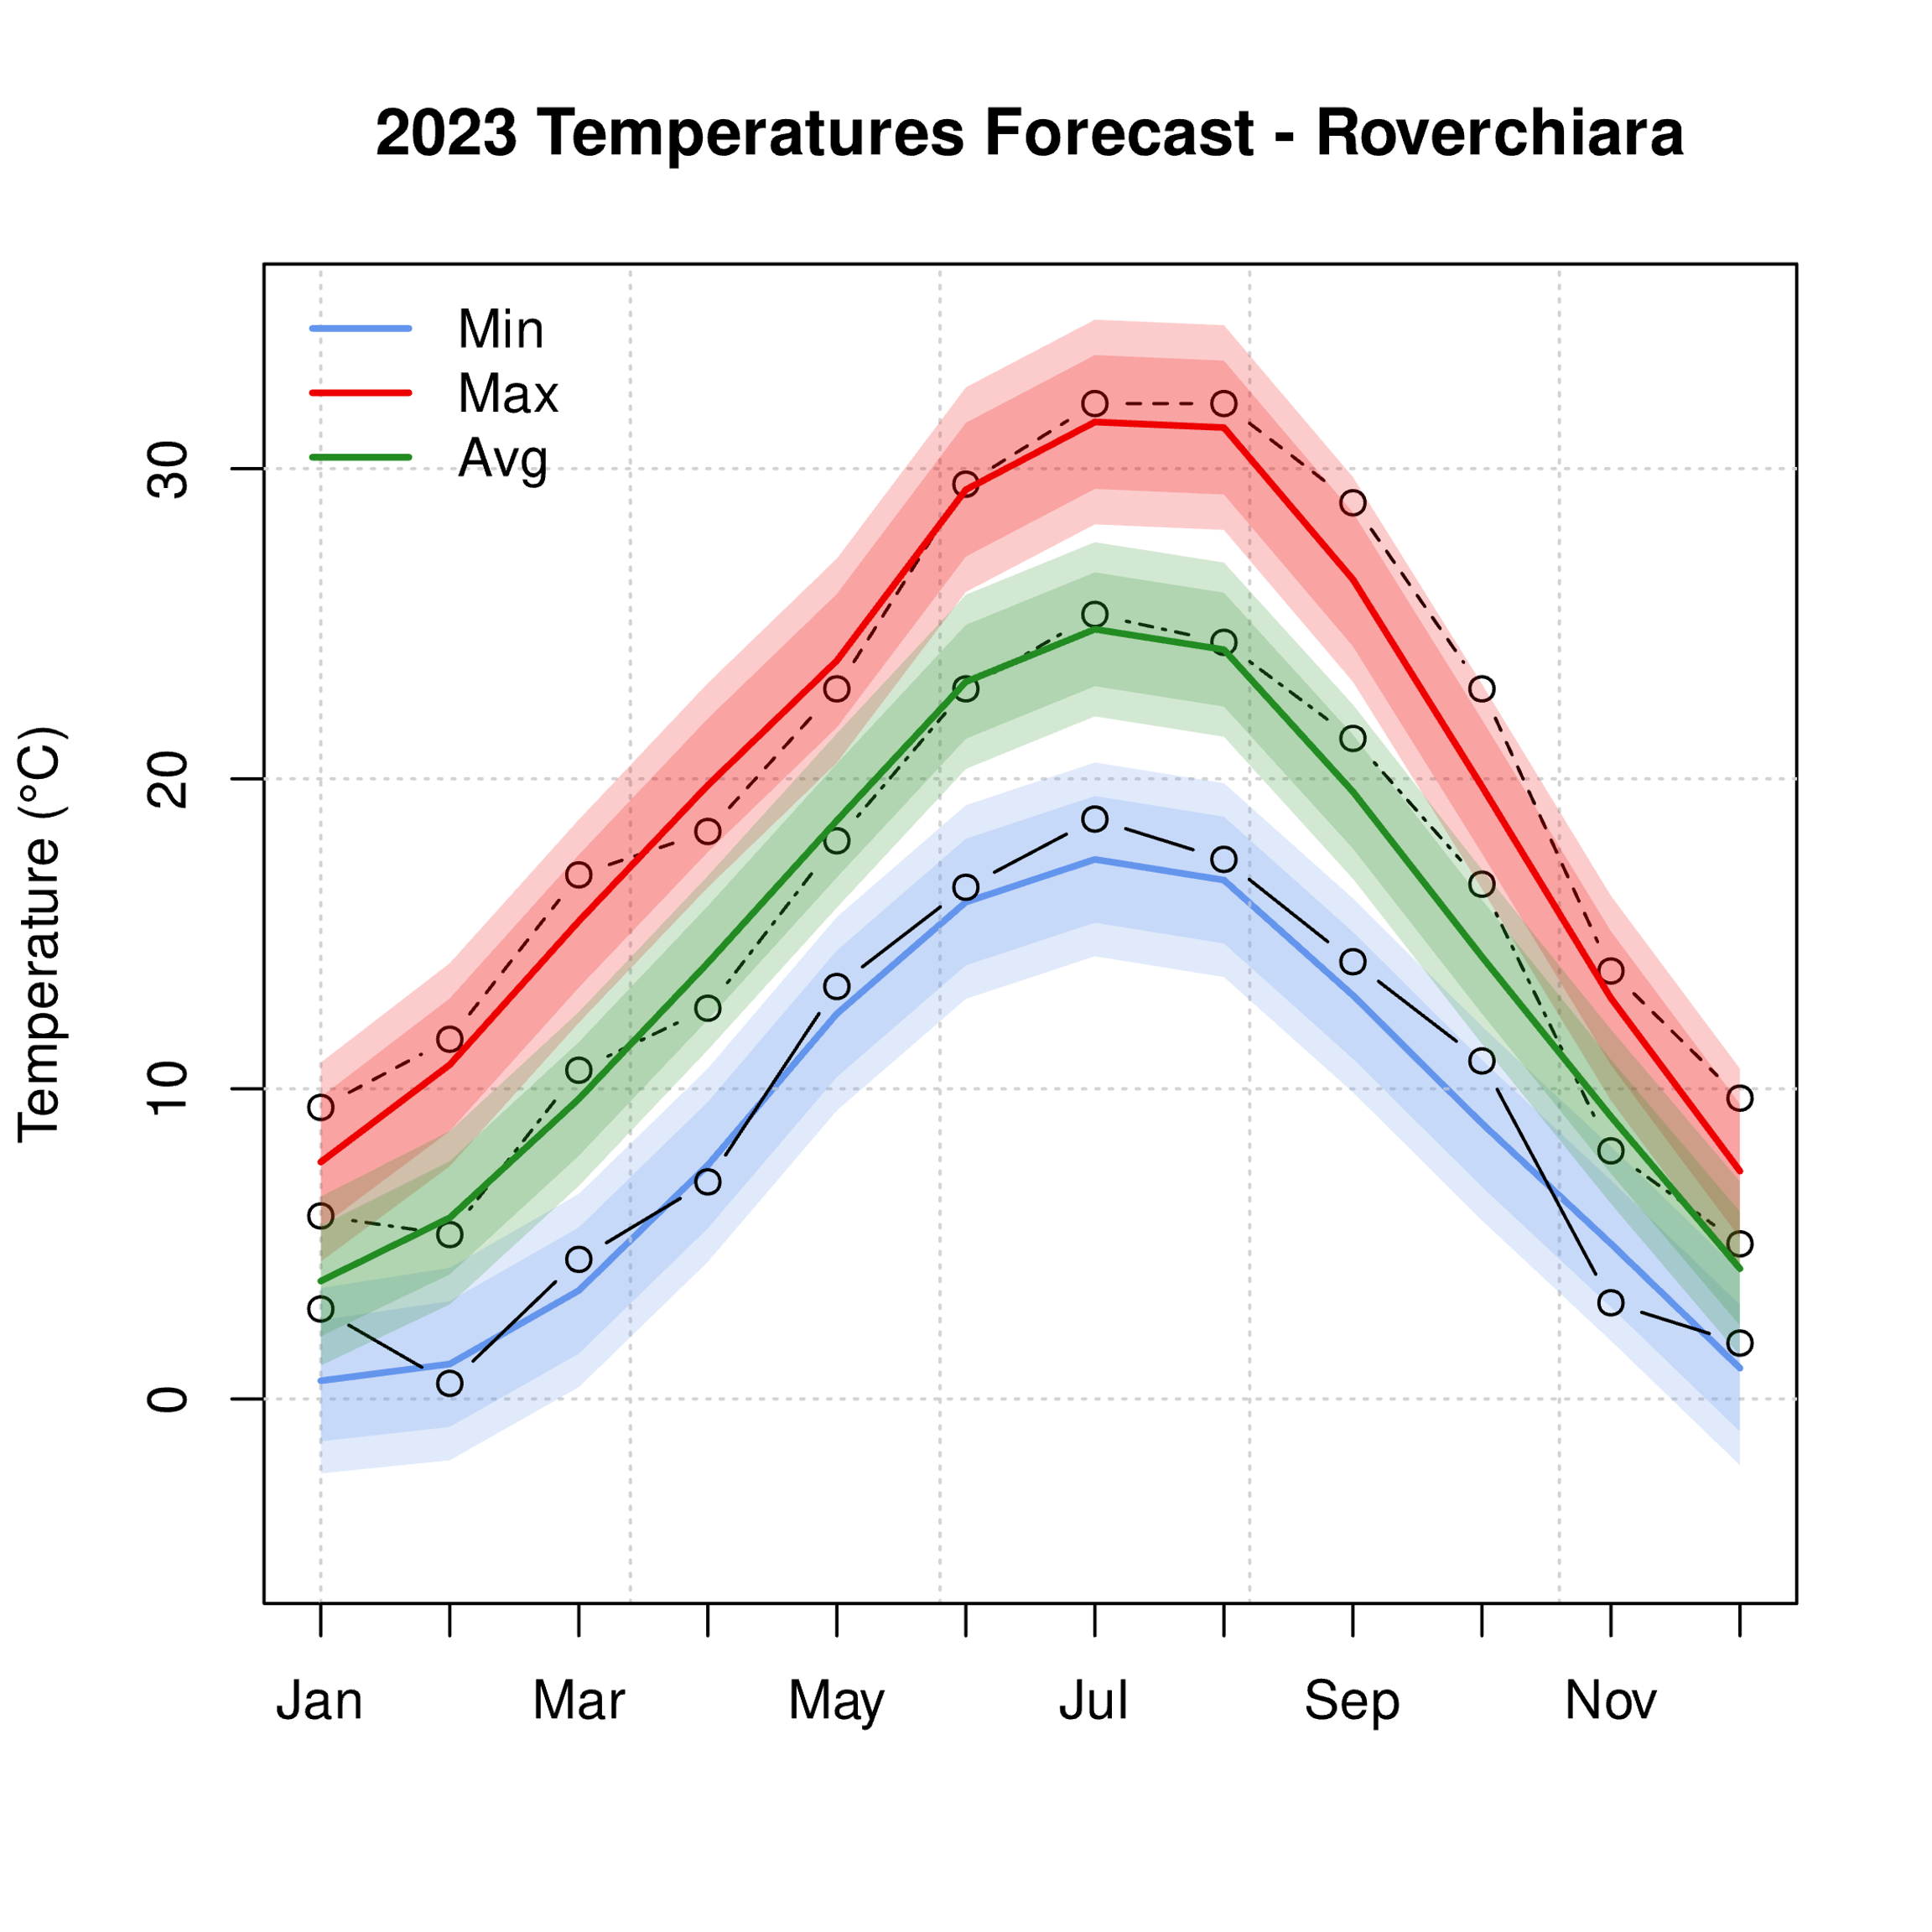 2023 Temperatures Forecast - Roverchiara
Min
Max
Avg
Temperature (°C)
30
20
10
0
Jan Mar May Jul Sep Nov